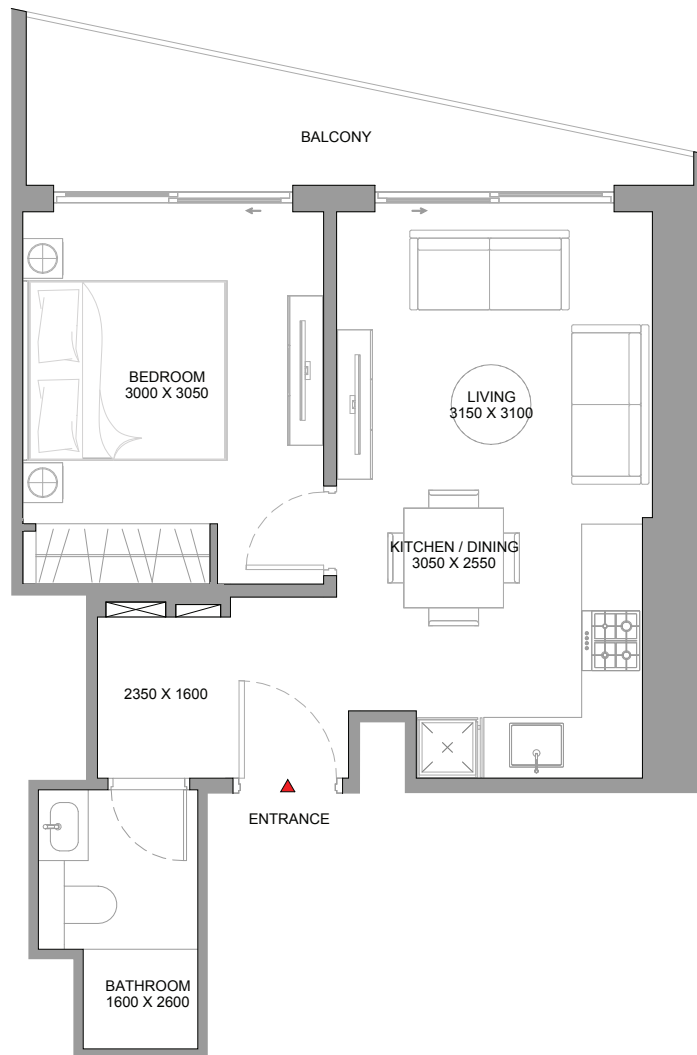 BALCONY
BEDROOM
3000 X 3050
LIVING
3150 X 3100
KITCHEN / DINING
3050 X 2550
2350 X 1600
ENTRANCE
BATHROOM
1600 X 2600